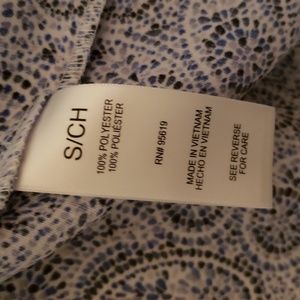 S/CH
100% POLYESTER
100% POLIÉSTER
RN# 95619
MADE IN VIETNAM
HECHO EN VIETNAM
SEE REVERSE
FOR CARE